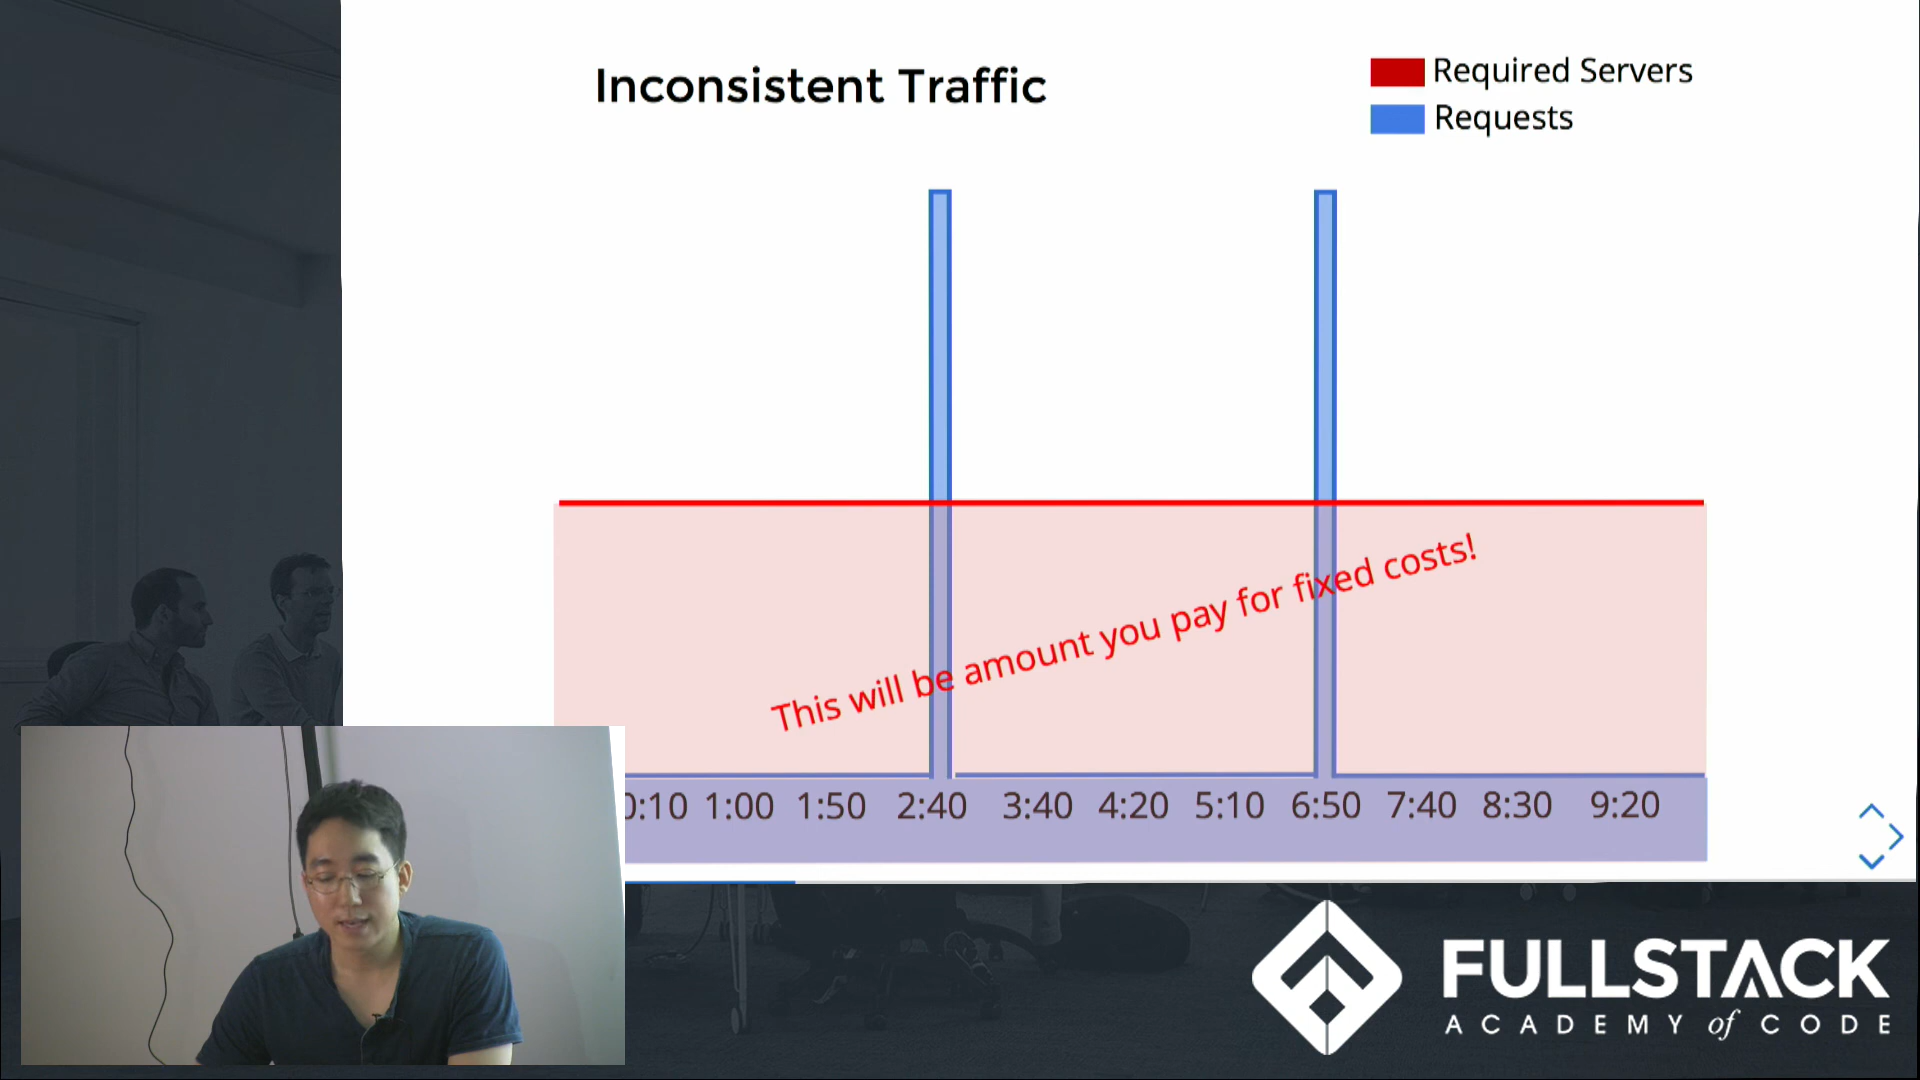 Inconsistent Traffic
Required Servers
Requests
This will be amount you pay for fixed costs!
0:10 1:00 1:50 2:40 3:40 4:20 5:10 6:50 7:40 8:30 9:20
FULLSTACK
ACADEMY of CODE